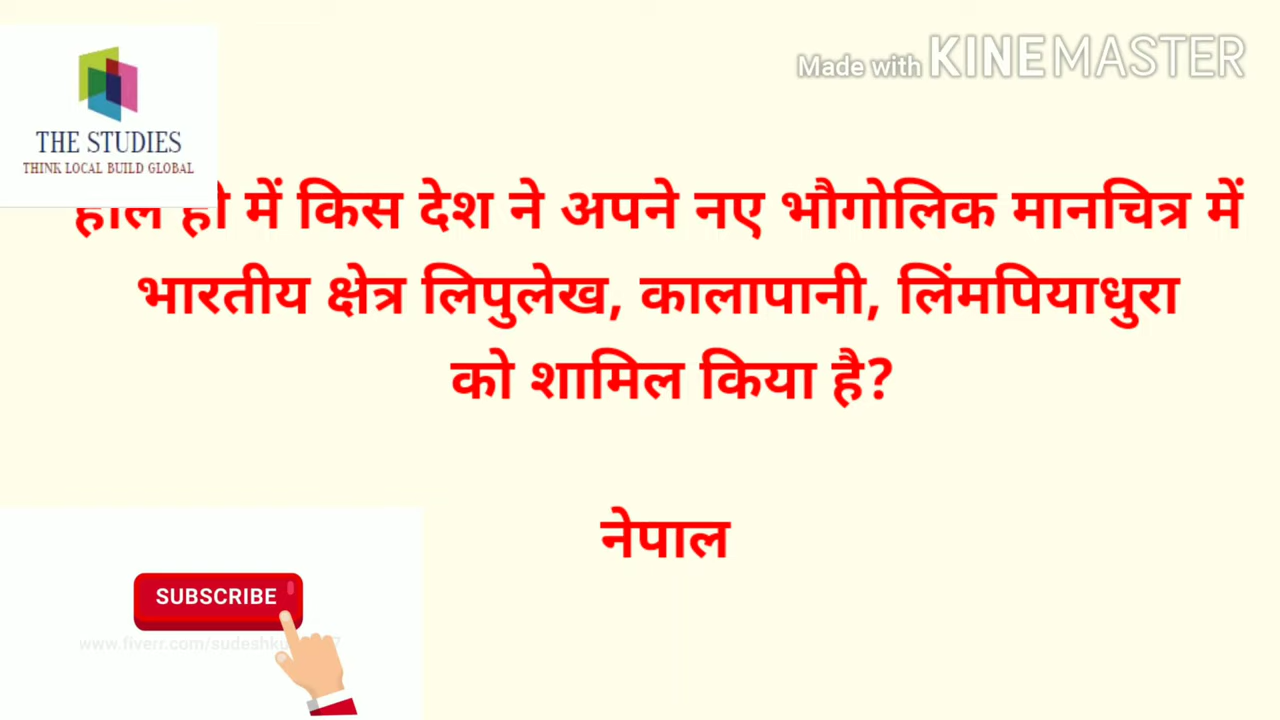 Made with KINEMASTER
THE STUDIES
THINK LOCAL BUILD GLOBAL
हाल ही में किस देश ने अपने नए भौगोलिक मानचित्र में
भारतीय क्षेत्र लिपुलेख, कालापानी, लिंमपियाधुरा
को शामिल किया है?
नेपाल
SUBSCRIBE